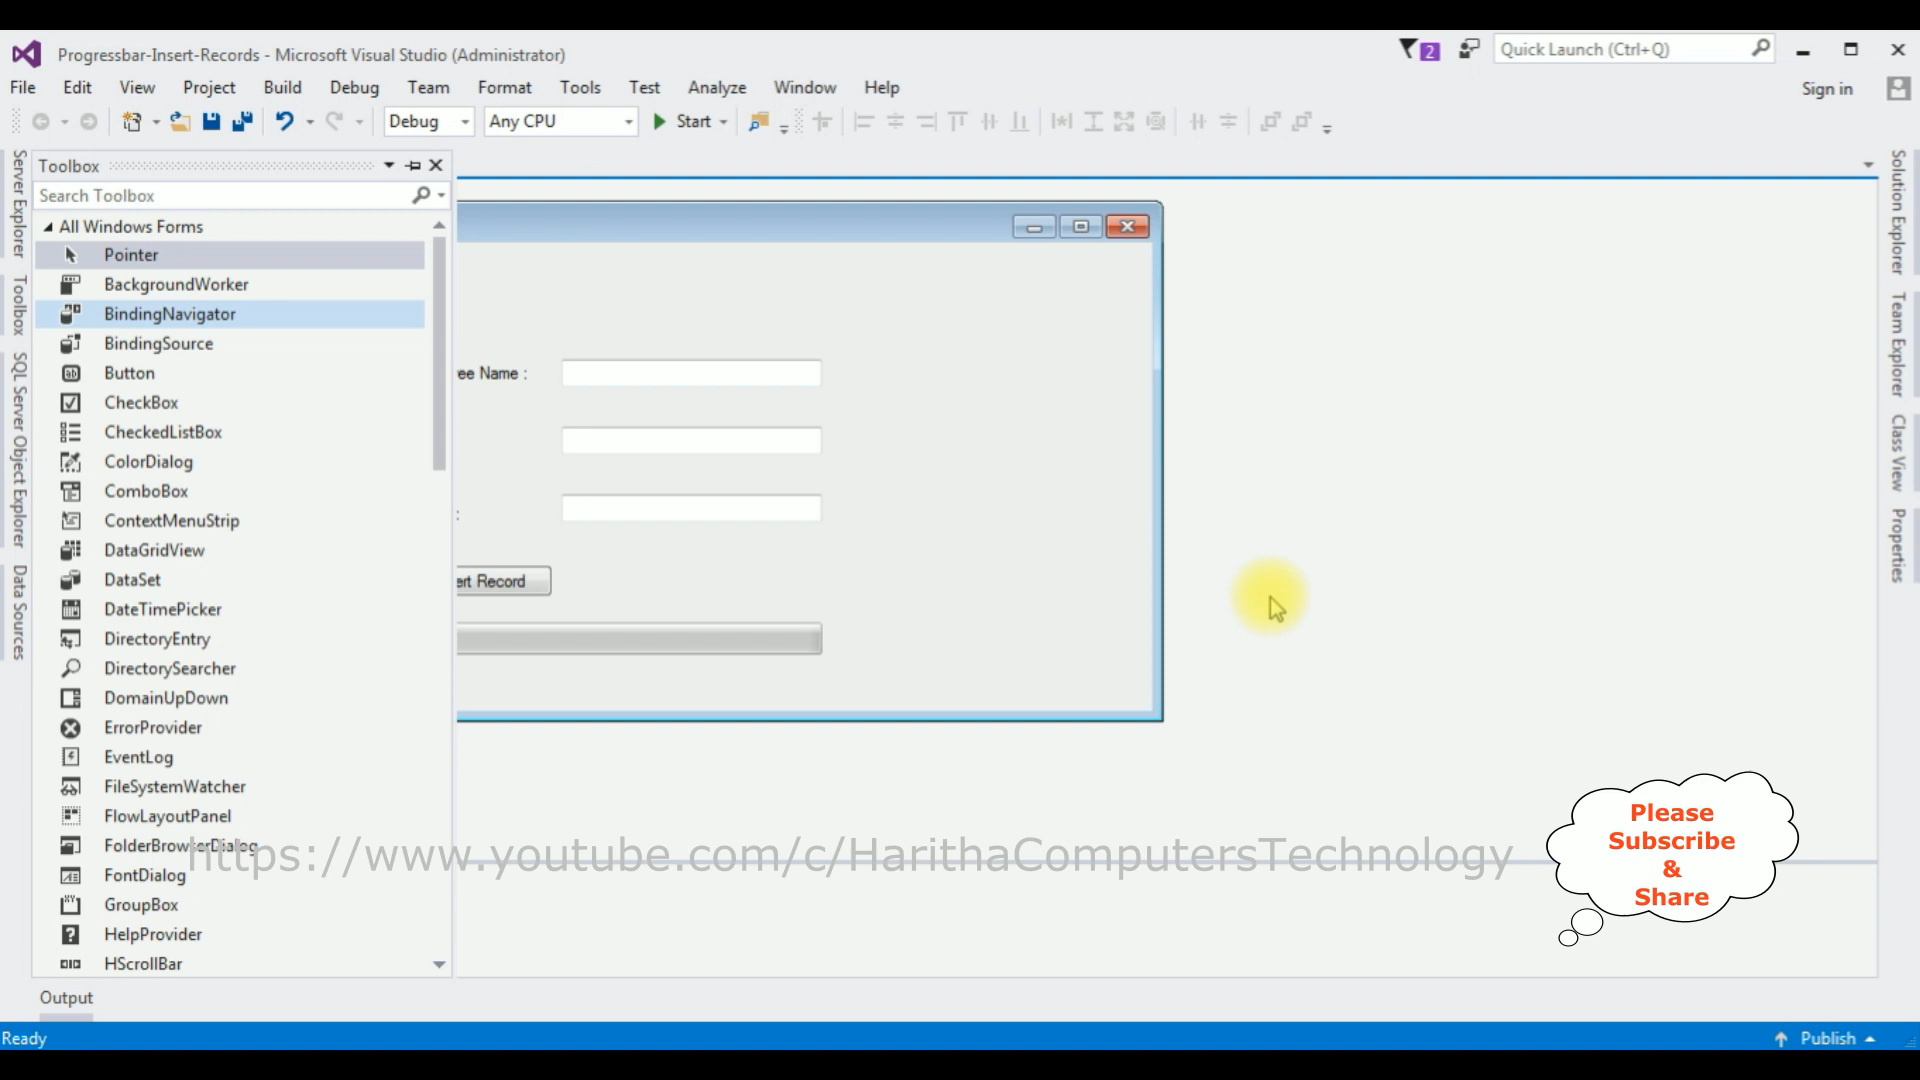 Progressbar-Insert-Records - Microsoft Visual Studio (Administrator)
2
Quick Launch (Ctrl+Q)
File Edit View Project Build Debug Team Format Tools Test Analyze Window Help
Sign in
Debug Any CPU Start
Server Explorer
Toolbox
SQL Server Object Explorer
Data Sources
Toolbox
Search Toolbox
All Windows Forms
Pointer
BackgroundWorker
BindingNavigator
BindingSource
Button
CheckBox
CheckedListBox
ColorDialog
ComboBox
ContextMenuStrip
DataGridView
DataSet
DateTimePicker
DirectoryEntry
DirectorySearcher
DomainUpDown
ErrorProvider
EventLog
FileSystemWatcher
FlowLayoutPanel
FolderBrowserDialog
FontDialog
GroupBox
HelpProvider
HScrollBar
ee Name :
:
ert Record
Solution Explorer
Team Explorer
Class View
Properties
https://www.youtube.com/c/HarithaComputersTechnology
Please
Subscribe
&
Share
Output
Ready
Publish